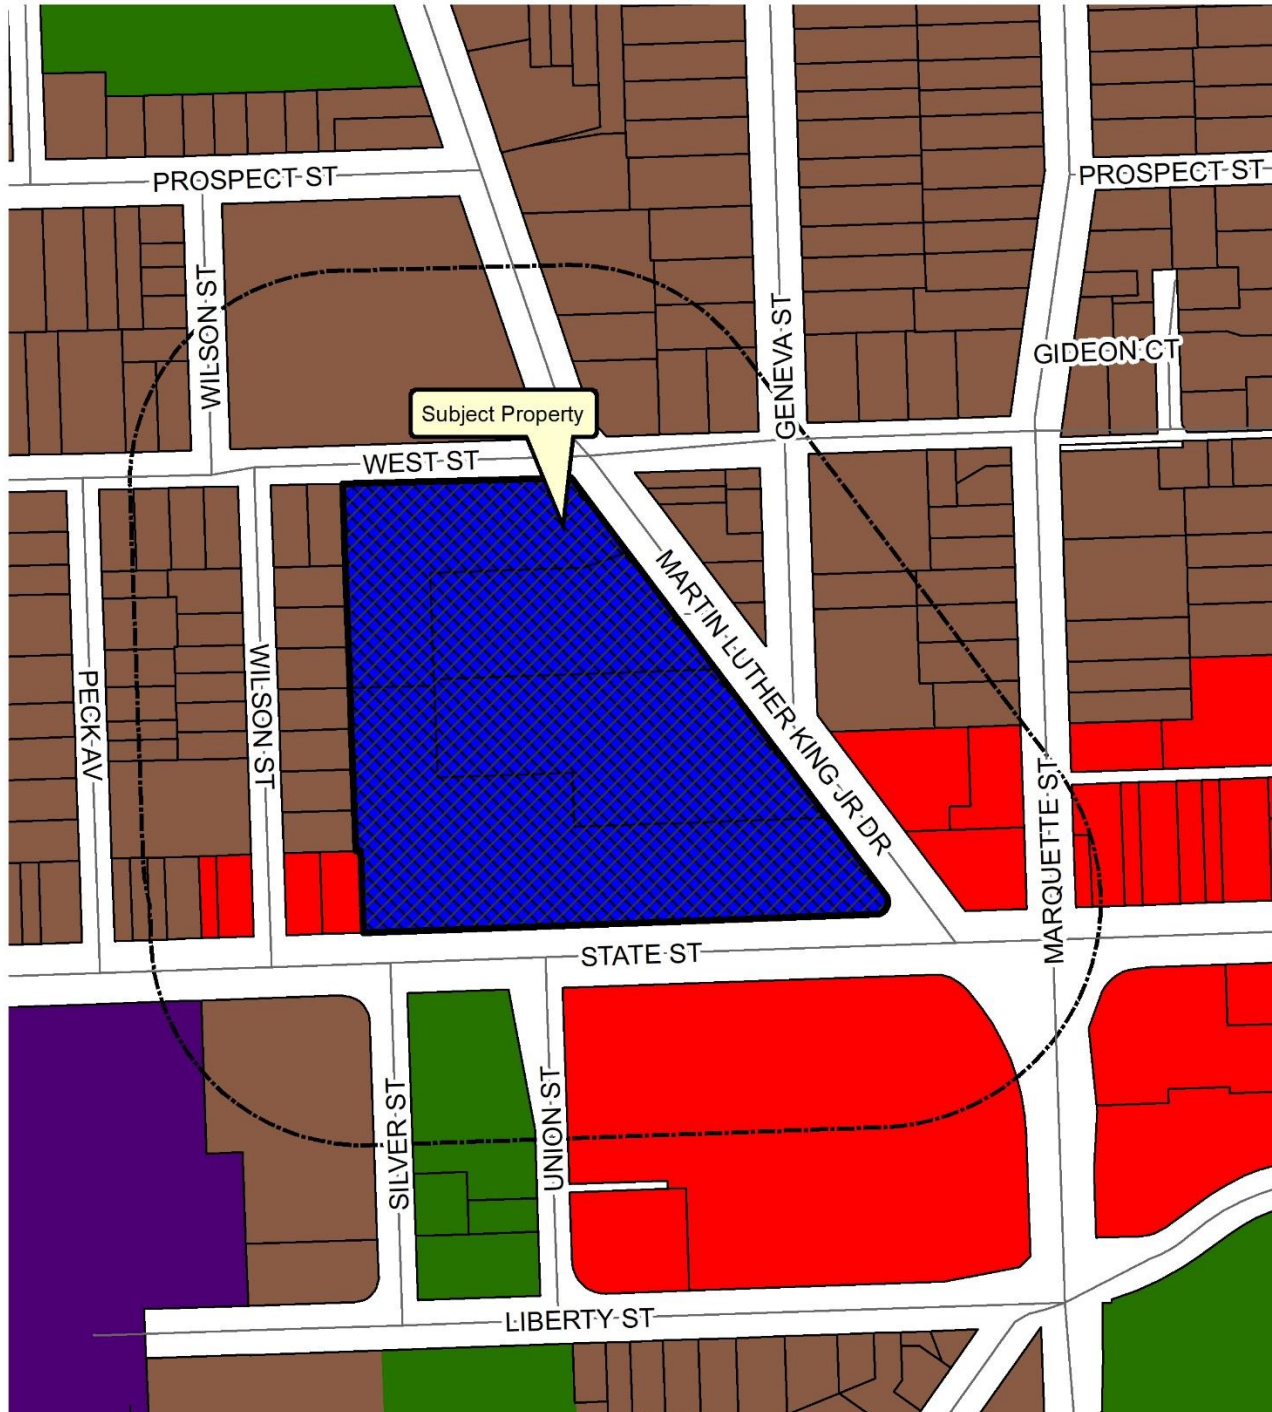 PROSPECT ST
PROSPECT ST
WILSON ST
GENEVA ST
GIDEON CT
Subject Property
WEST ST
MARTIN LUTHER KING JR DR
PECK AV
WILSON ST
MARQUETTE ST
STATE ST
SILVER ST
UNION ST
LIBERTY ST